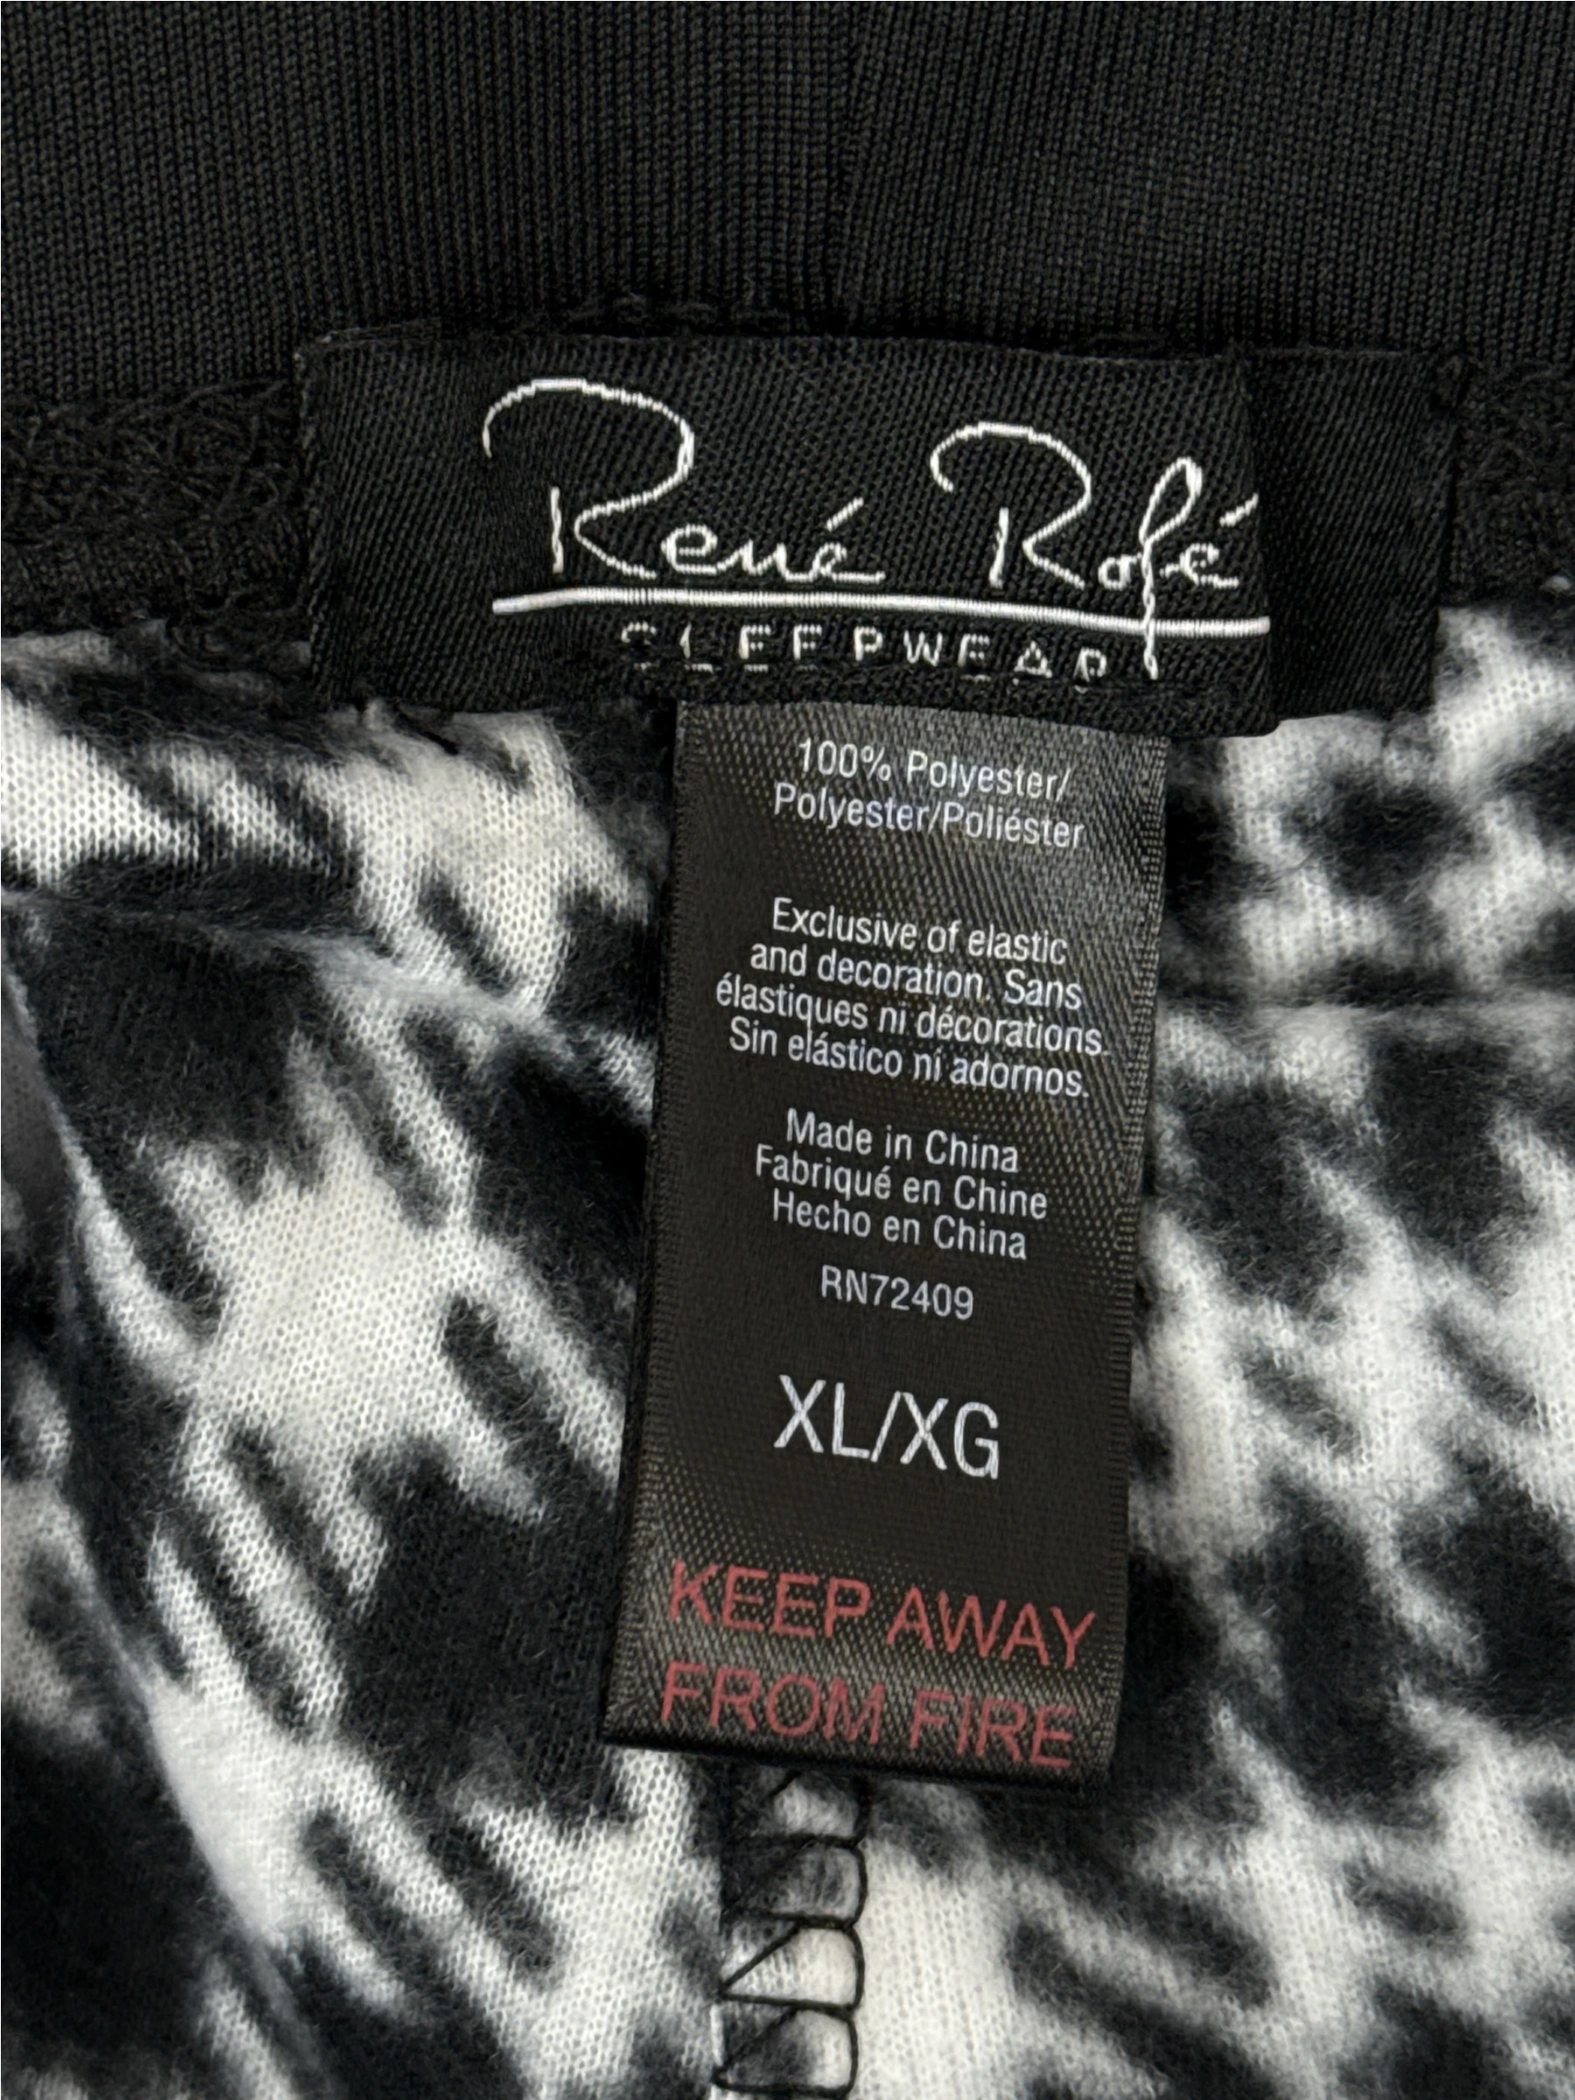 René Rofé
SLEEPWEAR
100% Polyester/
Polyester/Poliéster
Exclusive of elastic
and decoration. Sans
élastiques ni décorations.
Sin elástico ni adornos.
Made in China
Fabriqué en Chine
Hecho en China
RN72409
XL/XG
KEEP AWAY
FROM FIRE